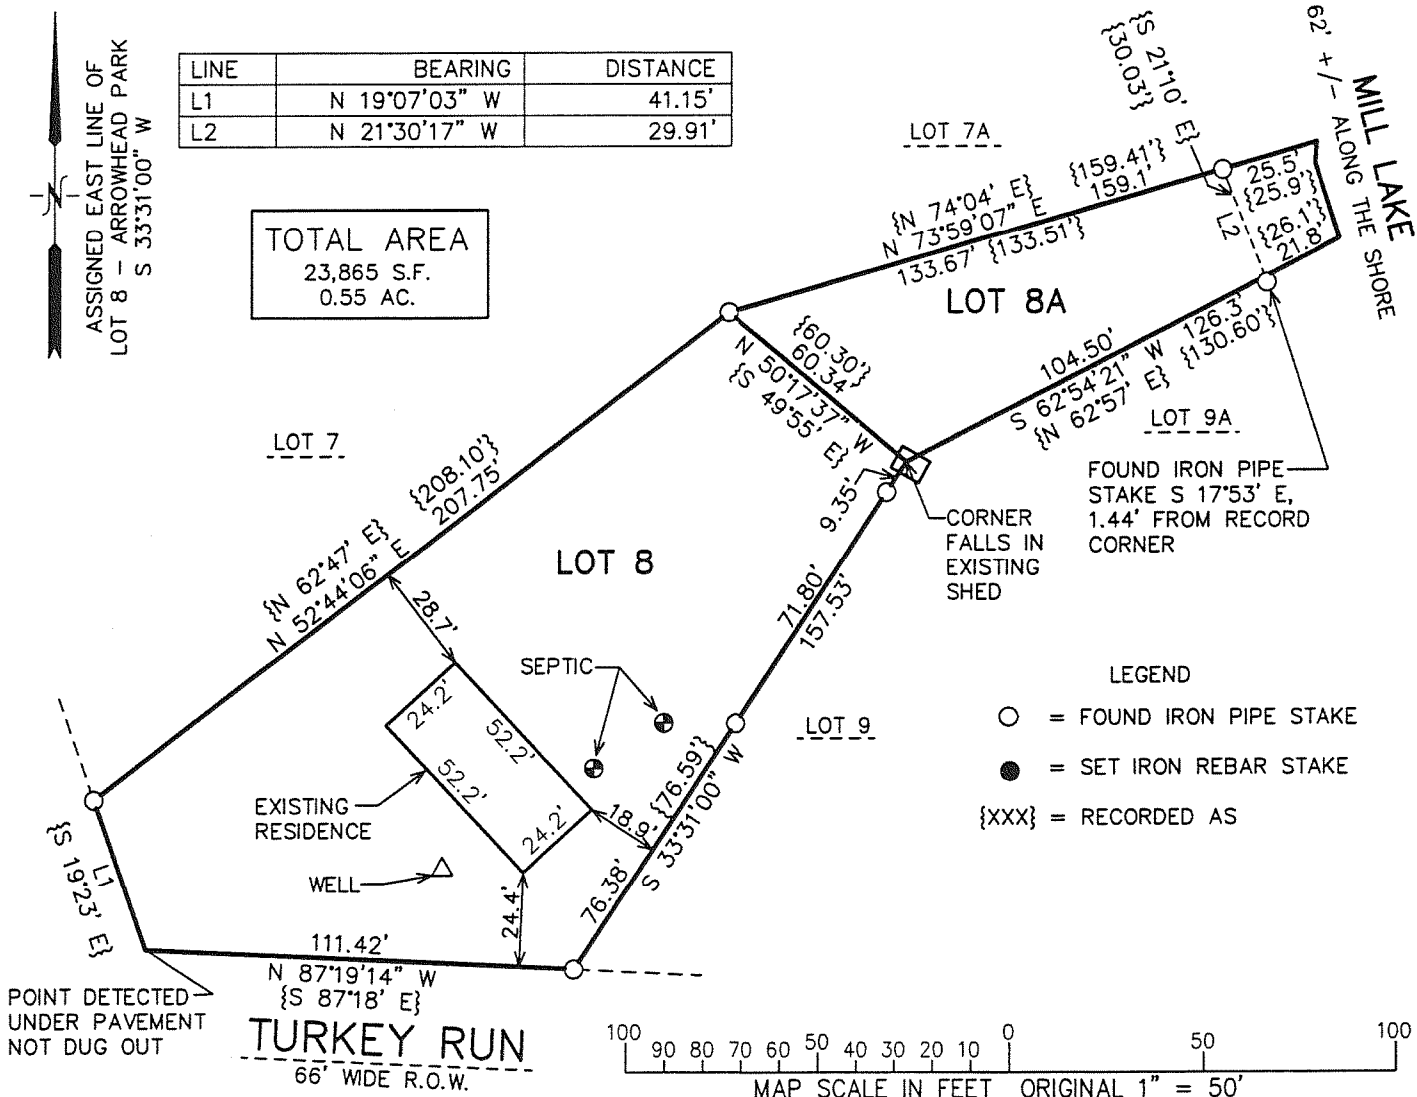 ASSIGNED EAST LINE OF
LOT 8 – ARROWHEAD PARK
S 33°31'00" W
N
LINE BEARING DISTANCE
L1 N 19°07'03" W 41.15'
L2 N 21°30'17" W 29.91'
TOTAL AREA
23,865 S.F.
0.55 AC.
LOT 7A
{S 21°10' E}
{30.03'}
62' +/- ALONG THE SHORE
MILL LAKE
{N 74°04' E} {159.41'}
N 73°59'07" E 159.1'
133.67' {133.51'}
25.5'
{25.9'}
L2
{26.1'}
21.8'
LOT 8A
{60.30'}
60.34'
N 50°17'37" W
{S 49°55' E}
104.50'
S 62°54'21" W 126.3'
{N 62°57' E} {130.60'}
LOT 9A
FOUND IRON PIPE
STAKE S 17°53' E,
1.44' FROM RECORD
CORNER
LOT 7
{208.10'}
207.75'
{N 62°47' E}
N 52°44'06" E
9.35'
CORNER
FALLS IN
EXISTING
SHED
LOT 8
28.7'
71.80'
157.53'
SEPTIC
24.2'
52.2'
52.2'
24.2'
18.9'
{76.59'}
S 33°31'00" W
76.38'
LOT 9
LEGEND
= FOUND IRON PIPE STAKE
= SET IRON REBAR STAKE
{XXX} = RECORDED AS
EXISTING
RESIDENCE
WELL
24.4'
L1
{S 19°23' E}
111.42'
N 87°19'14" W
{S 87°18' E}
POINT DETECTED
UNDER PAVEMENT
NOT DUG OUT
TURKEY RUN
66' WIDE R.O.W.
100 90 80 70 60 50 40 30 20 10 0 50 100
MAP SCALE IN FEET ORIGINAL 1" = 50'